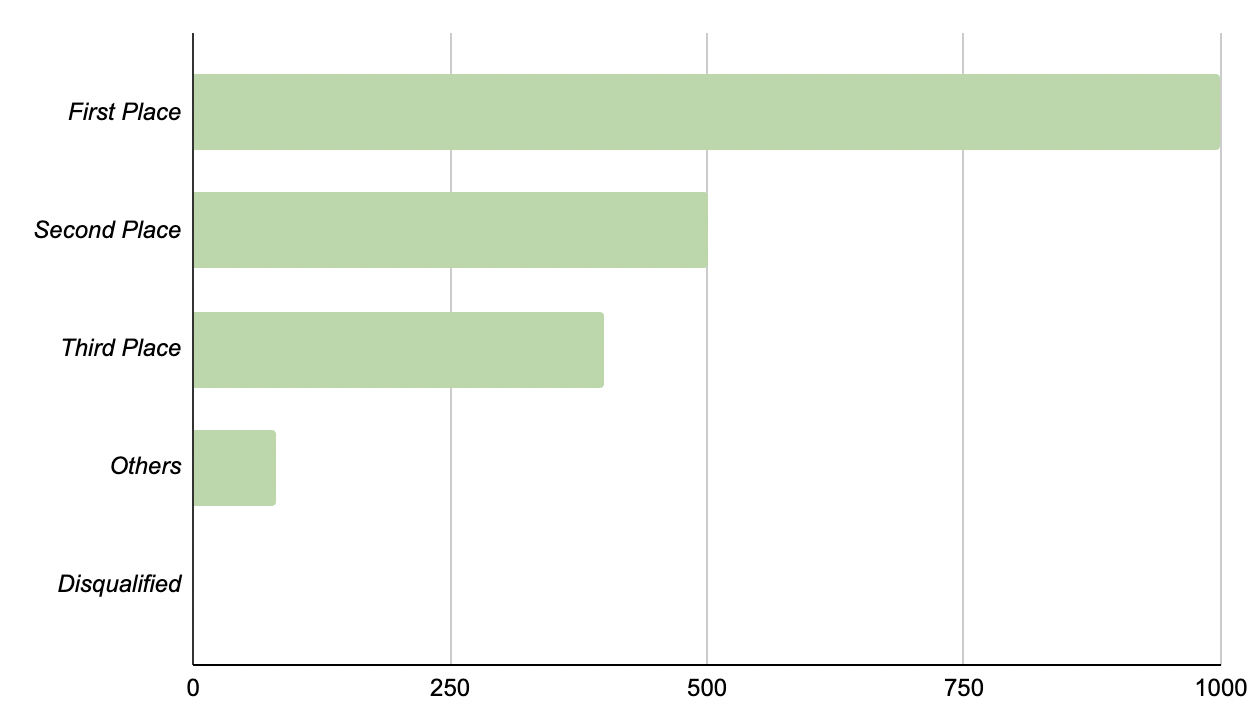 First Place
Second Place
Third Place
Others
Disqualified
0 250 500 750 1000